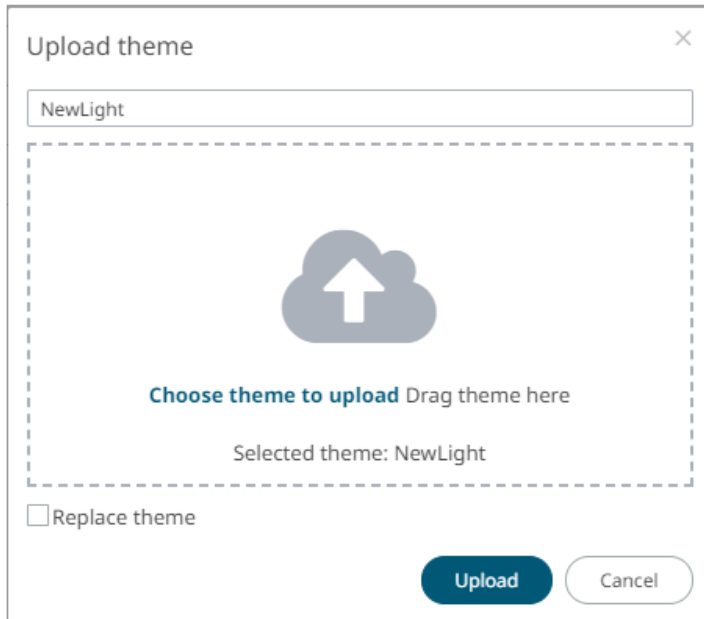 Upload theme
NewLight
Choose theme to upload Drag theme here
Selected theme: NewLight
Replace theme
Upload Cancel